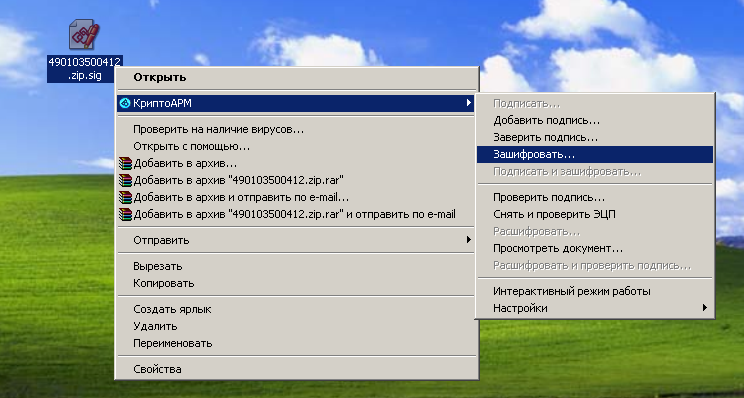 490103500412
.zip.sig
Открыть
КриптоАРМ
Проверить на наличие вирусов...
Открыть с помощью...
Добавить в архив...
Добавить в архив "490103500412.zip.rar"
Добавить в архив и отправить по e-mail...
Добавить в архив "490103500412.zip.rar" и отправить по e-mail
Отправить
Вырезать
Копировать
Создать ярлык
Удалить
Переименовать
Свойства
Подписать...
Добавить подпись...
Заверить подпись...
Зашифровать...
Подписать и зашифровать...
Проверить подпись...
Снять и проверить ЭЦП
Расшифровать...
Просмотреть документ...
Расшифровать и проверить подпись...
Интерактивный режим работы
Настройки